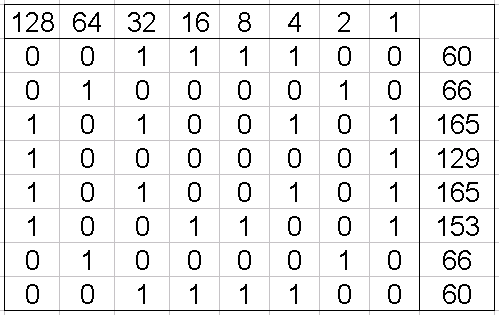 128 64 32 16 8 4 2 1
0 0 1 1 1 1 0 0 60
0 1 0 0 0 0 1 0 66
1 0 1 0 0 1 0 1 165
1 0 0 0 0 0 0 1 129
1 0 1 0 0 1 0 1 165
1 0 0 1 1 0 0 1 153
0 1 0 0 0 0 1 0 66
0 0 1 1 1 1 0 0 60